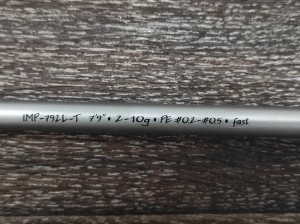 IMP-792L-T 7'9" • 2-10g • PE #0.2-#0.5 • fast